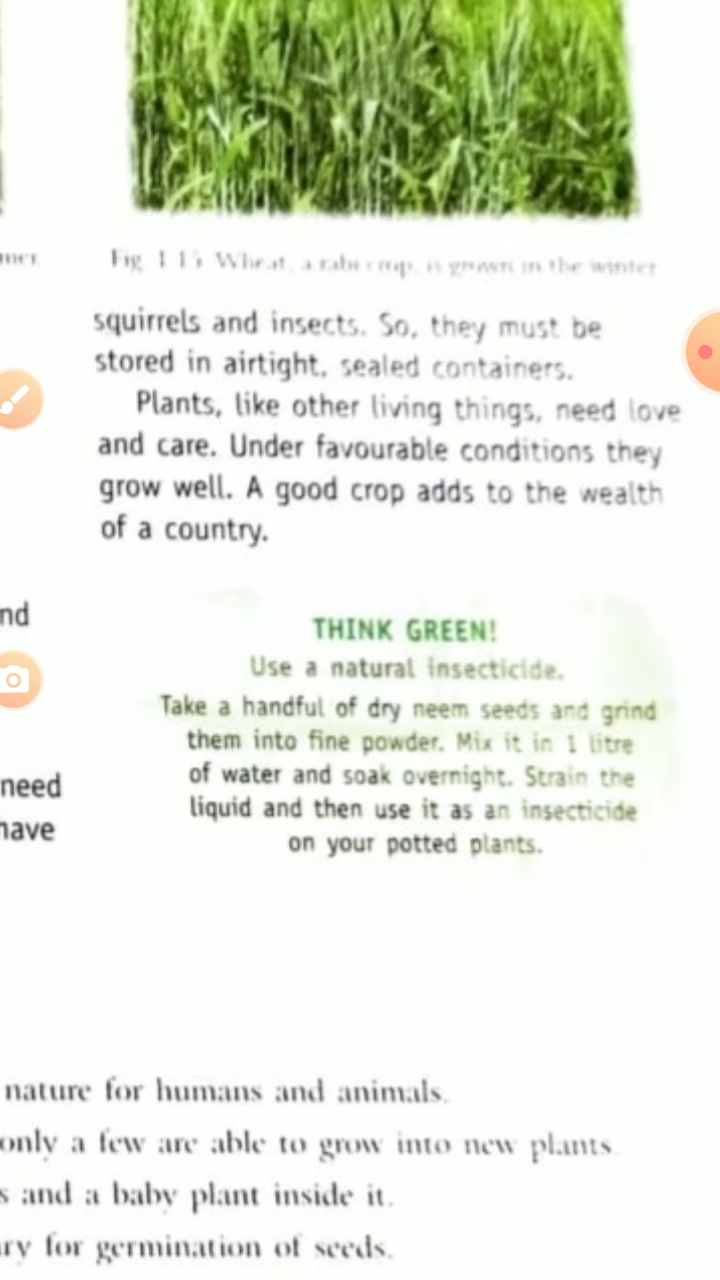 mer
Fig. 1.15 Wheat, a rabi crop, is grown in the winter
squirrels and insects. So, they must be
stored in airtight, sealed containers.
Plants, like other living things, need love
and care. Under favourable conditions they
grow well. A good crop adds to the wealth
of a country.
nd
need
have
THINK GREEN!
Use a natural insecticide.
Take a handful of dry neem seeds and grind
them into fine powder. Mix it in 1 litre
of water and soak overnight. Strain the
liquid and then use it as an insecticide
on your potted plants.
nature for humans and animals.
only a few are able to grow into new plants.
s and a baby plant inside it.
ry for germination of seeds.